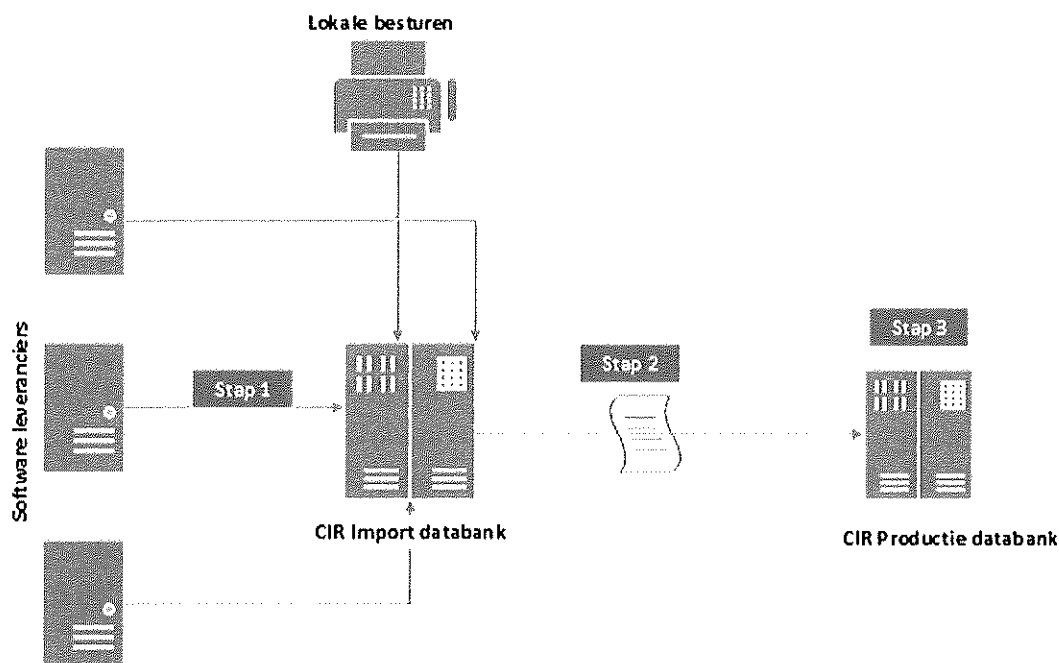 Lokale besturen
Software leveranciers
Stap 1
CIR Import databank
Stap 2
Stap 3
CIR Productie databank